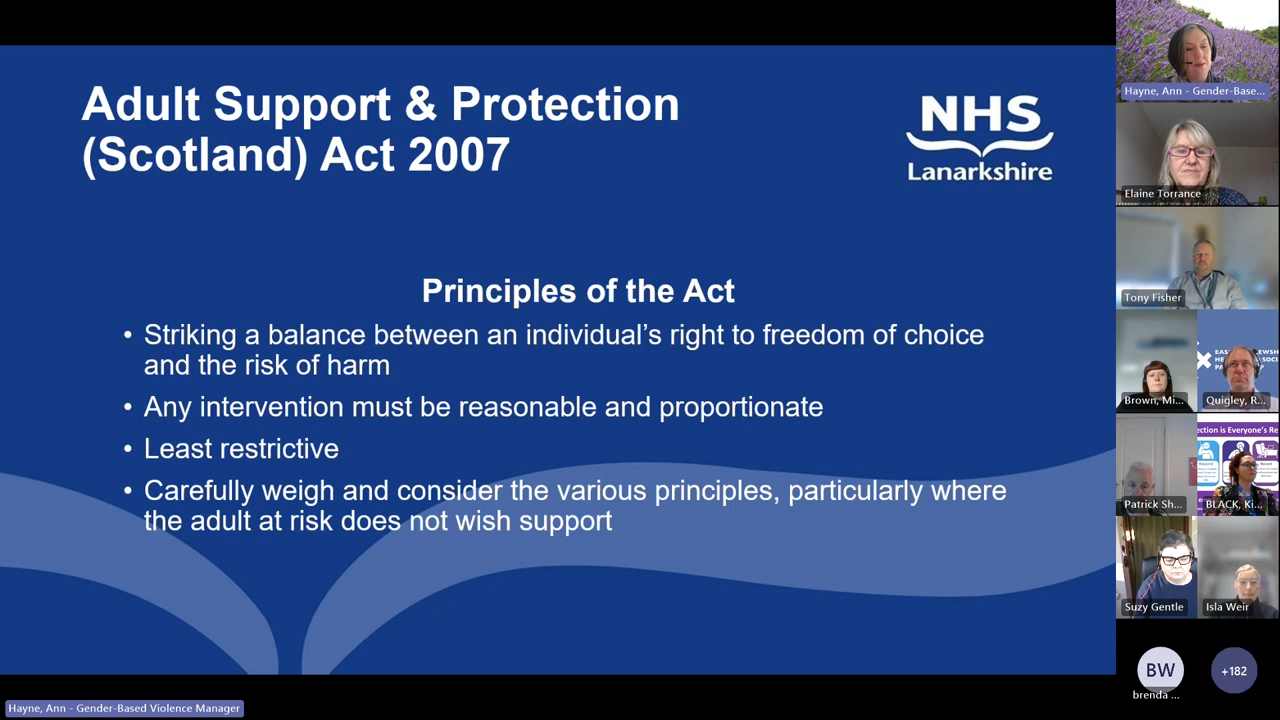 Adult Support & Protection
(Scotland) Act 2007
NHS
Lanarkshire
Principles of the Act
• Striking a balance between an individual’s right to freedom of choice
and the risk of harm
• Any intervention must be reasonable and proportionate
• Least restrictive
• Carefully weigh and consider the various principles, particularly where
the adult at risk does not wish support
Hayne, Ann - Gender-Based Violence Manager
Hayne, Ann - Gender-Base...
Elaine Torrance
Tony Fisher
Brown, Mi...
Quigley, R...
Patrick Sh...
BLACK, Ki...
Suzy Gentle
Isla Weir
BW
brenda ...
+182